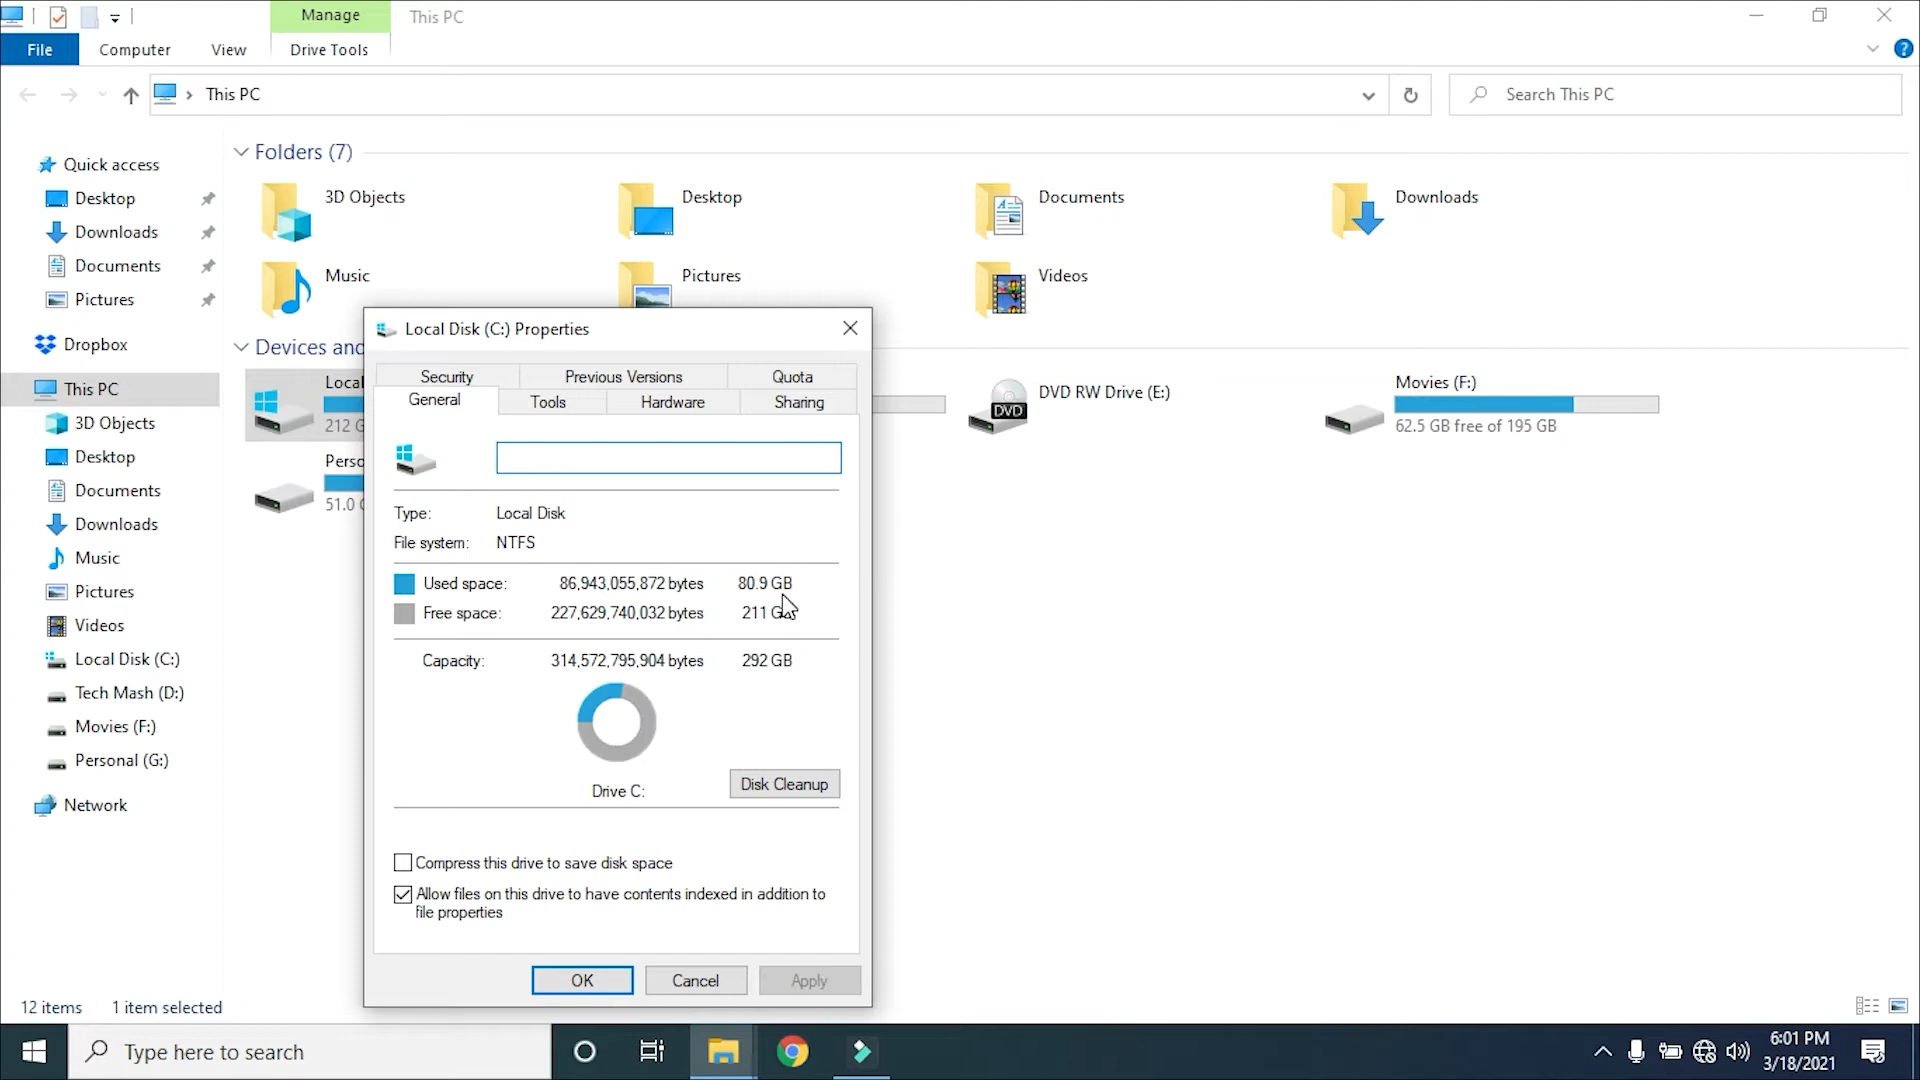 Manage
This PC
File
Computer
View
Drive Tools
This PC
Search This PC
Quick access
Desktop
Downloads
Documents
Pictures
Dropbox
This PC
3D Objects
Desktop
Documents
Downloads
Music
Pictures
Videos
Local Disk (C:)
Tech Mash (D:)
Movies (F:)
Personal (G:)
Network
Folders (7)
3D Objects
Desktop
Documents
Downloads
Music
Pictures
Videos
Devices and
Local
212 G
DVD
DVD RW Drive (E:)
Movies (F:)
62.5 GB free of 195 GB
Perso
51.0
Local Disk (C:) Properties
Security
Previous Versions
Quota
General
Tools
Hardware
Sharing
Type: Local Disk
File system: NTFS
Used space: 86,943,055,872 bytes 80.9 GB
Free space: 227,629,740,032 bytes 211 GB
Capacity: 314,572,795,904 bytes 292 GB
Drive C:
Disk Cleanup
Compress this drive to save disk space
Allow files on this drive to have contents indexed in addition to
file properties
OK
Cancel
Apply
12 items
1 item selected
Type here to search
6:01 PM
3/18/2021